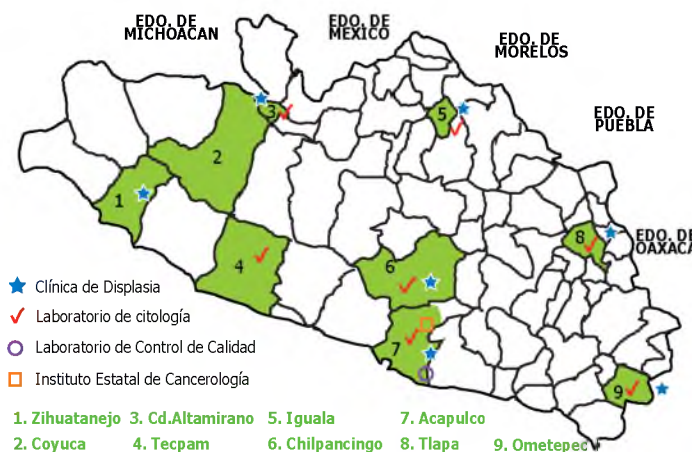 EDO. DE
MICHOACAN
EDO. DE
MEXICO
EDO. DE
MORELOS
EDO. DE
PUEBLA
EDO. DE
OAXACA
1
2
3
4
5
6
7
8
9
Clínica de Displasia
Laboratorio de citología
Laboratorio de Control de Calidad
Instituto Estatal de Cancerología
1. Zihuatanejo 3. Cd.Altamirano 5. Iguala 7. Acapulco
2. Coyuca 4. Tecpam 6. Chilpancingo 8. Tlapa 9. Ometepec